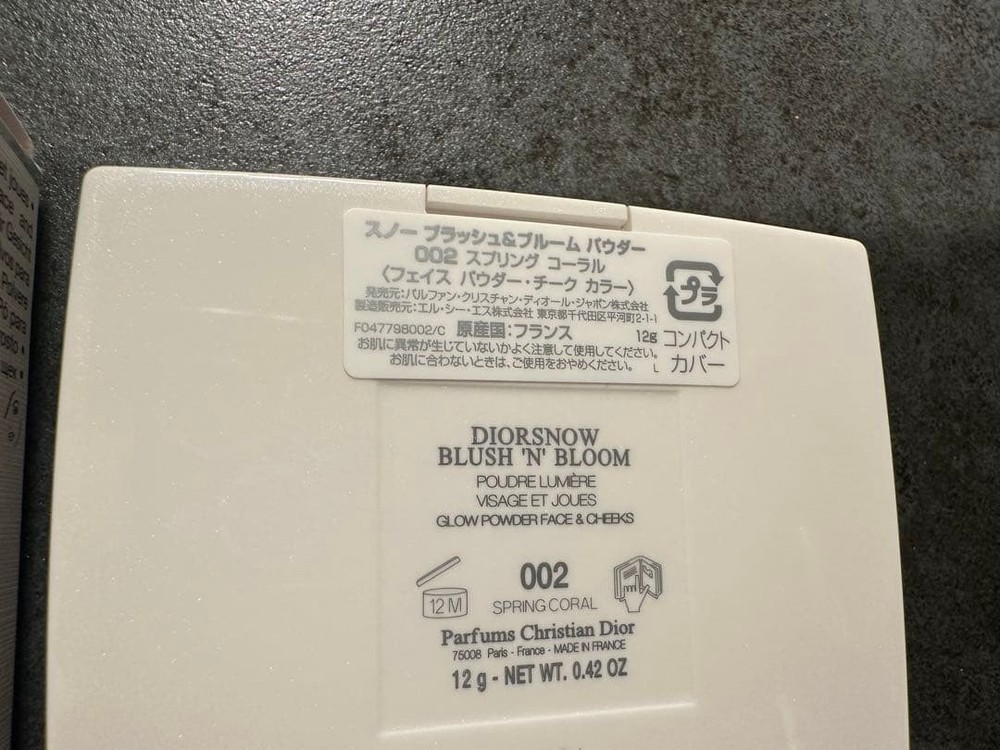 スノー ブラッシュ&ブルーム パウダー
002 スプリング コーラル
〈フェイス パウダー・チーク カラー〉
発売元:パルファン・クリスチャン・ディオール・ジャポン株式会社
製造販売元:エル・シー・エス株式会社 東京都千代田区平河町2-1-1
F047798002/C 原産国:フランス 12g
お肌に異常が生じていないかよく注意して使用してください。
お肌に合わないときは、ご使用をおやめください。 L
プラ
コンパクト
カバー
DIORSNOW
BLUSH 'N' BLOOM
POUDRE LUMIÈRE
VISAGE ET JOUES
GLOW POWDER FACE & CHEEKS
12 M
002
SPRING CORAL
Parfums Christian Dior
75008 Paris - France - MADE IN FRANCE
12 g - NET WT. 0.42 OZ